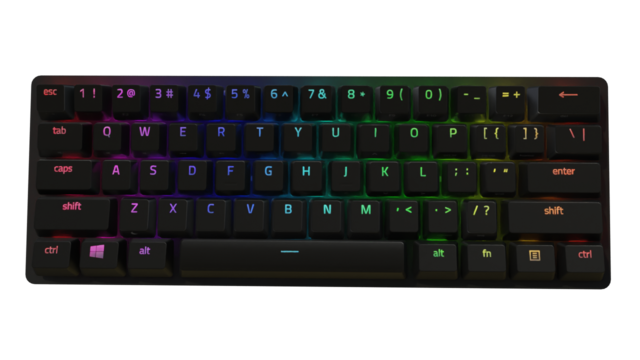 esc 1 ! 2 @ 3 # 4 $ 5 % 6 ^ 7 & 8 * 9 ( 0 ) - _ = + ←
tab Q W E R T Y U I O P [ { ] } \ |
caps A S D F G H J K L ; : ' " enter
shift Z X C V B N M , < . > / ? shift
ctrl alt alt fn ctrl